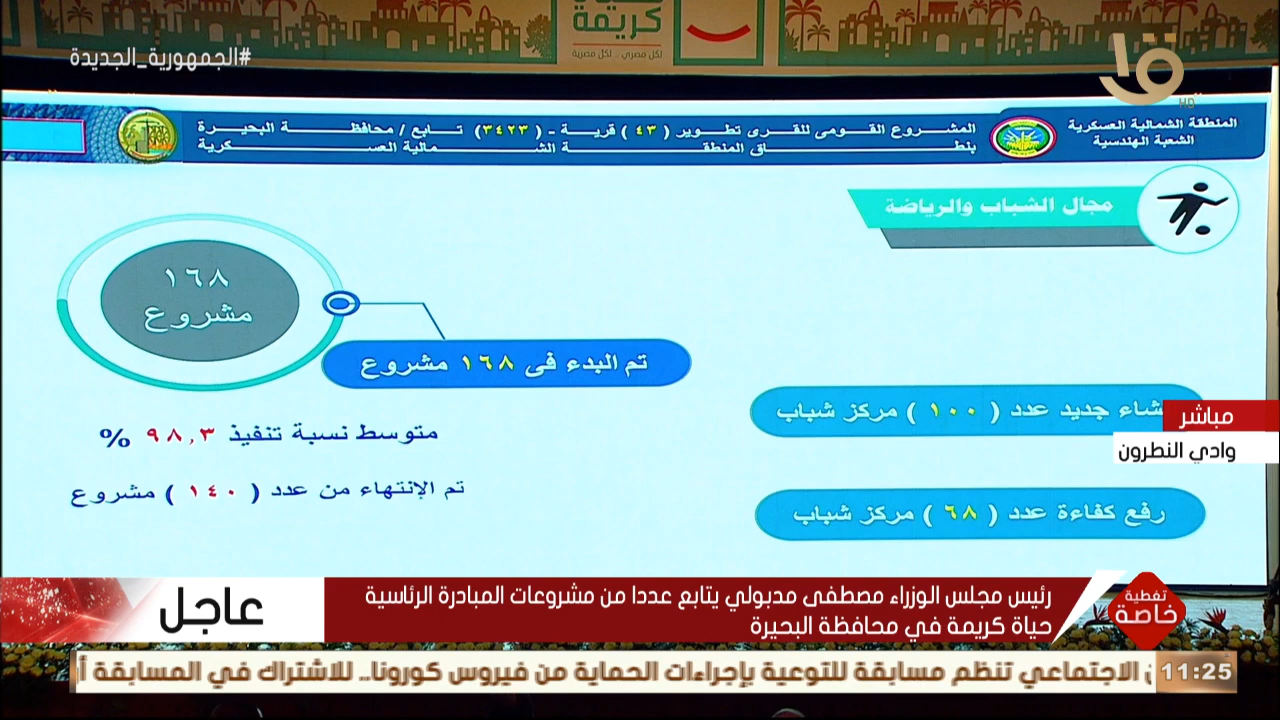 كريمة
لكل مصري .. لكل مصرية
#الجمهورية_الجديدة
HD
المنطقة الشمالية العسكرية
الشعبة الهندسية
المشروع القومى للقرى تطوير ( ٤٣ ) قرية - ( ٣٤٢٣ ) تابع / محافظة البحيرة
بنطاق المنطقة الشمالية العسكرية
مجال الشباب والرياضة
١٦٨
مشروع
تم البدء فى ١٦٨ مشروع
شاء جديد عدد ( ١٠٠ ) مركز شباب
مباشر
متوسط نسبة تنفيذ ٩٨,٣ %
وادي النطرون
تم الإنتهاء من عدد ( ١٤٠ ) مشروع
رفع كفاءة عدد ( ٦٨ ) مركز شباب
تغطية
خاصة
رئيس مجلس الوزراء مصطفى مدبولي يتابع عددا من مشروعات المبادرة الرئاسية
حياة كريمة في محافظة البحيرة
عاجل
11:25
ن الاجتماعي تنظم مسابقة للتوعية بإجراءات الحماية من فيروس كورونا.. للاشتراك في المسابقة أ